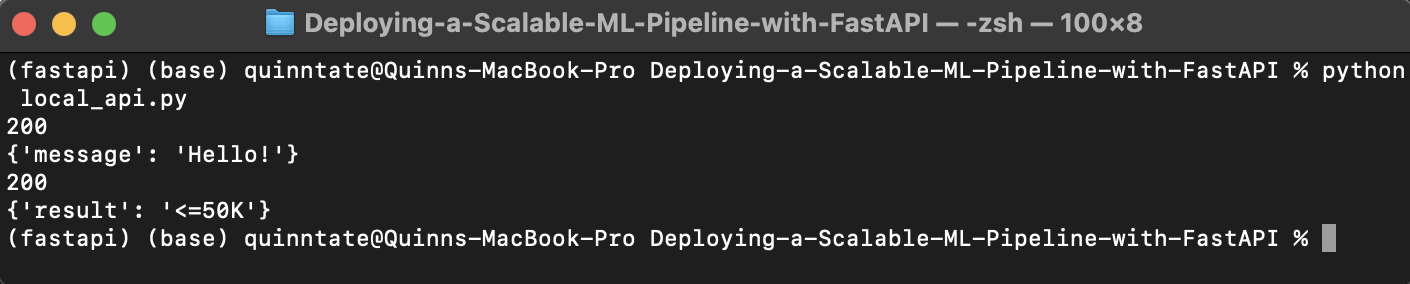 Deploying-a-Scalable-ML-Pipeline-with-FastAPI — -zsh — 100×8
(fastapi) (base) quinntate@Quinns-MacBook-Pro Deploying-a-Scalable-ML-Pipeline-with-FastAPI % python
local_api.py
200
{'message': 'Hello!'}
200
{'result': '<=50K'}
(fastapi) (base) quinntate@Quinns-MacBook-Pro Deploying-a-Scalable-ML-Pipeline-with-FastAPI %